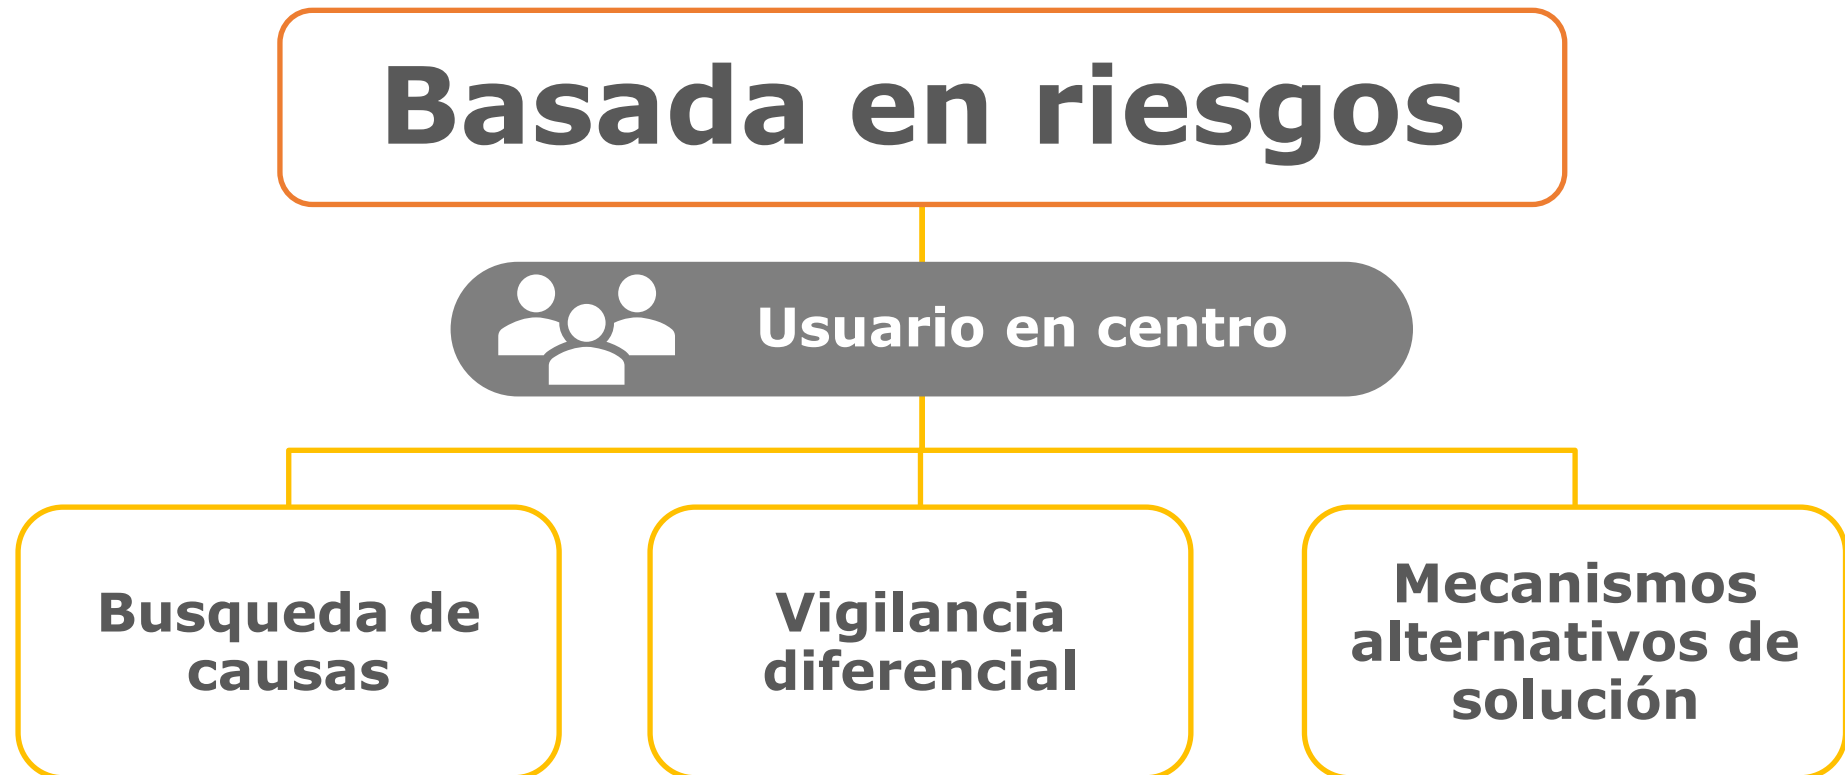 Basada en riesgos
Usuario en centro
Busqueda de
causas
Vigilancia
diferencial
Mecanismos
alternativos de
solución